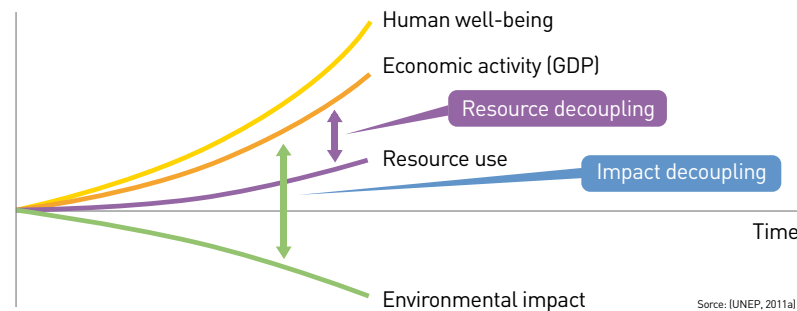 Human well-being
Economic activity (GDP)
Resource decoupling
Resource use
Impact decoupling
Time
Environmental impact
Sorce: (UNEP, 2011a)